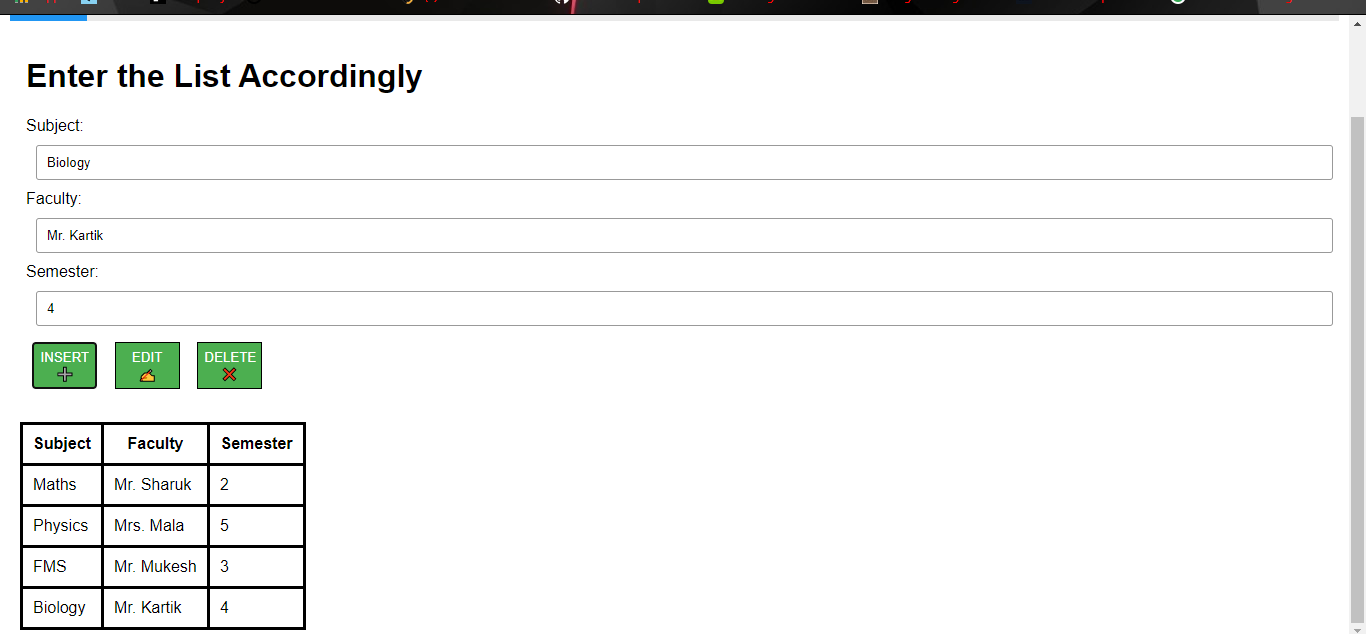 Enter the List Accordingly
Subject:
Biology
Faculty:
Mr. Kartik
Semester:
4
INSERT EDIT DELETE
Subject Faculty Semester
Maths Mr. Sharuk 2
Physics Mrs. Mala 5
FMS Mr. Mukesh 3
Biology Mr. Kartik 4